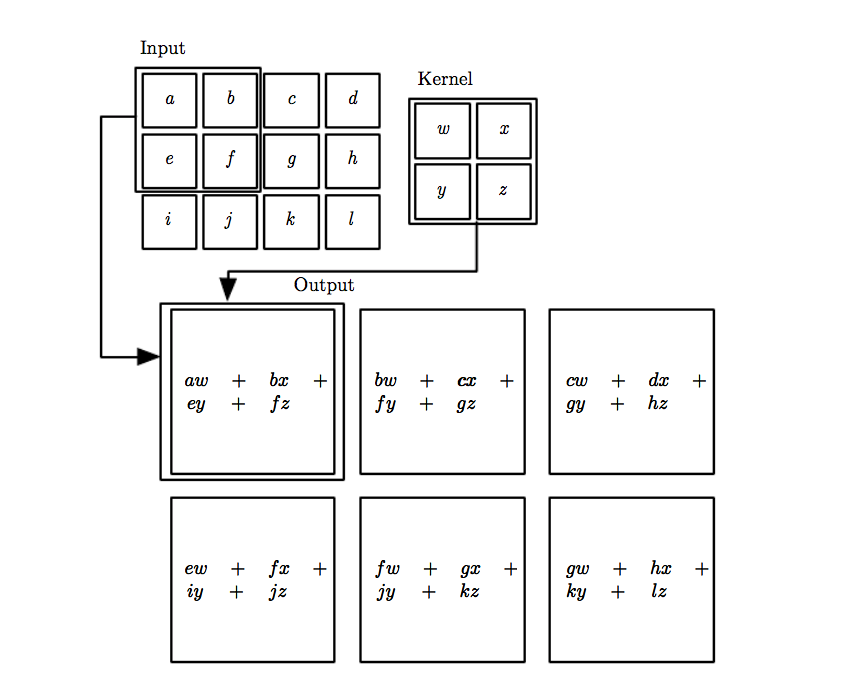 Input
a b c d
Kernel
w x
e f g h
y z
i j k l
Output
aw + bx +
ey + fz
bw + cx +
fy + gz
cw + dx +
gy + hz
ew + fx +
iy + jz
fw + gx +
jy + kz
gw + hx +
ky + lz